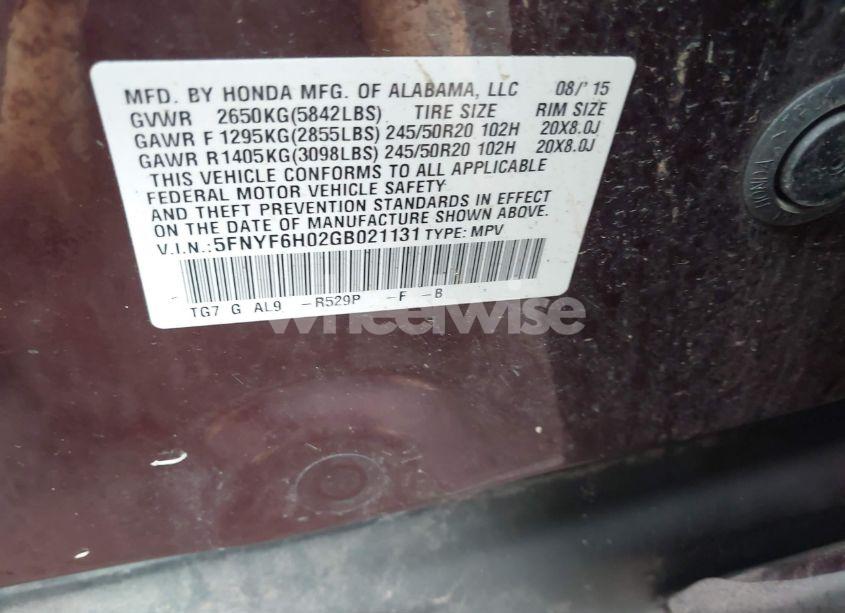 MFD. BY HONDA MFG. OF ALABAMA, LLC 08/'15
GVWR 2650KG(5842LBS) TIRE SIZE RIM SIZE
GAWR F 1295KG(2855LBS) 245/50R20 102H 20X8.0J
GAWR R 1405KG(3098LBS) 245/50R20 102H 20X8.0J
THIS VEHICLE CONFORMS TO ALL APPLICABLE
FEDERAL MOTOR VEHICLE SAFETY
AND THEFT PREVENTION STANDARDS IN EFFECT
ON THE DATE OF MANUFACTURE SHOWN ABOVE.
V.I.N.:5FNYF6H02GB021131 TYPE: MPV
TG7 G AL9 -R529P -F -B
wheelwise
HONDA